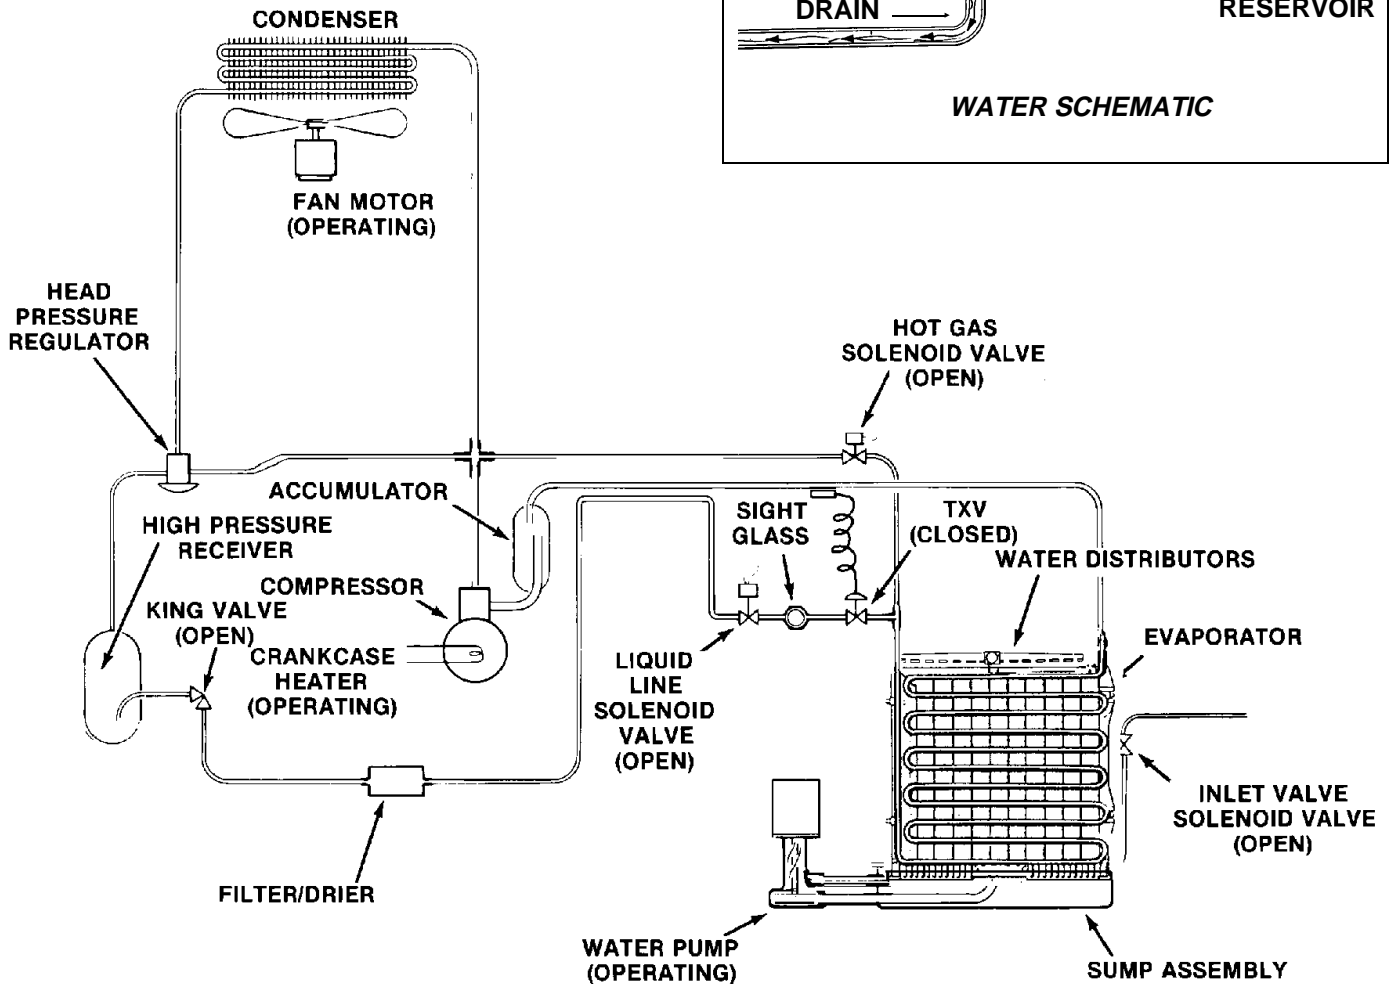 CONDENSER
DRAIN
RESERVOIR
WATER SCHEMATIC
FAN MOTOR
(OPERATING)
HEAD
PRESSURE
REGULATOR
HOT GAS
SOLENOID VALVE
(OPEN)
ACCUMULATOR
HIGH PRESSURE
RECEIVER
SIGHT
GLASS
TXV
(CLOSED)
WATER DISTRIBUTORS
COMPRESSOR
KING VALVE
(OPEN)
CRANKCASE
HEATER
(OPERATING)
LIQUID
LINE
SOLENOID
VALVE
(OPEN)
EVAPORATOR
INLET VALVE
SOLENOID VALVE
(OPEN)
FILTER/DRIER
WATER PUMP
(OPERATING)
SUMP ASSEMBLY